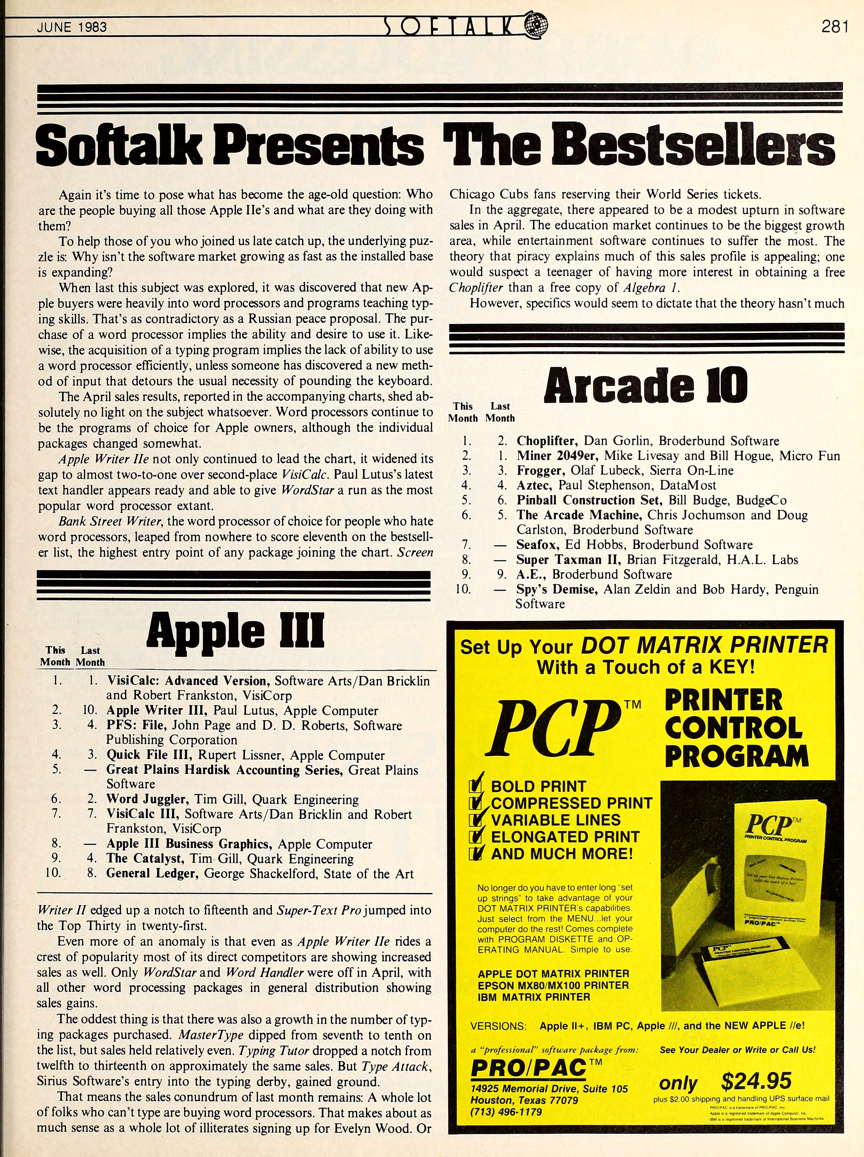 JUNE 1983
SOFTALK
281
Softalk Presents The Bestsellers
Again it's time to pose what has become the age-old question: Who
are the people buying all those Apple IIe's and what are they doing with
them?
To help those of you who joined us late catch up, the underlying puz-
zle is: Why isn't the software market growing as fast as the installed base
is expanding?
When last this subject was explored, it was discovered that new Ap-
ple buyers were heavily into word processors and programs teaching typ-
ing skills. That's as contradictory as a Russian peace proposal. The pur-
chase of a word processor implies the ability and desire to use it. Like-
wise, the acquisition of a typing program implies the lack of ability to use
a word processor efficiently, unless someone has discovered a new meth-
od of input that detours the usual necessity of pounding the keyboard.
The April sales results, reported in the accompanying charts, shed ab-
solutely no light on the subject whatsoever. Word processors continue to
be the programs of choice for Apple owners, although the individual
packages changed somewhat.
Apple Writer IIe not only continued to lead the chart, it widened its
gap to almost two-to-one over second-place VisiCalc. Paul Lutus's latest
text handler appears ready and able to give WordStar a run as the most
popular word processor extant.
Bank Street Writer, the word processor of choice for people who hate
word processors, leaped from nowhere to score eleventh on the bestsell-
er list, the highest entry point of any package joining the chart. Screen
Apple III
This Last
Month Month
1. 1. VisiCalc: Advanced Version, Software Arts/Dan Bricklin
and Robert Frankston, VisiCorp
2. 10. Apple Writer III, Paul Lutus, Apple Computer
3. 4. PFS: File, John Page and D. D. Roberts, Software
Publishing Corporation
4. 3. Quick File III, Rupert Lissner, Apple Computer
5. — Great Plains Hardisk Accounting Series, Great Plains
Software
6. 2. Word Juggler, Tim Gill, Quark Engineering
7. 7. VisiCalc III, Software Arts/Dan Bricklin and Robert
Frankston, VisiCorp
8. — Apple III Business Graphics, Apple Computer
9. 4. The Catalyst, Tim Gill, Quark Engineering
10. 8. General Ledger, George Shackelford, State of the Art
Writer II edged up a notch to fifteenth and Super-Text Pro jumped into
the Top Thirty in twenty-first.
Even more of an anomaly is that even as Apple Writer IIe rides a
crest of popularity most of its direct competitors are showing increased
sales as well. Only WordStar and Word Handler were off in April, with
all other word processing packages in general distribution showing
sales gains.
The oddest thing is that there was also a growth in the number of typ-
ing packages purchased. MasterType dipped from seventh to tenth on
the list, but sales held relatively even. Typing Tutor dropped a notch from
twelfth to thirteenth on approximately the same sales. But Type Attack,
Sirius Software's entry into the typing derby, gained ground.
That means the sales conundrum of last month remains: A whole lot
of folks who can't type are buying word processors. That makes about as
much sense as a whole lot of illiterates signing up for Evelyn Wood. Or
Chicago Cubs fans reserving their World Series tickets.
In the aggregate, there appeared to be a modest upturn in software
sales in April. The education market continues to be the biggest growth
area, while entertainment software continues to suffer the most. The
theory that piracy explains much of this sales profile is appealing; one
would suspect a teenager of having more interest in obtaining a free
Choplifter than a free copy of Algebra 1.
However, specifics would seem to dictate that the theory hasn't much
Arcade 10
This Last
Month Month
1. 2. Choplifter, Dan Gorlin, Broderbund Software
2. 1. Miner 2049er, Mike Livesay and Bill Hogue, Micro Fun
3. 3. Frogger, Olaf Lubeck, Sierra On-Line
4. 4. Aztec, Paul Stephenson, DataMost
5. 6. Pinball Construction Set, Bill Budge, BudgeCo
6. 5. The Arcade Machine, Chris Jochumson and Doug
Carlston, Broderbund Software
7. — Seafox, Ed Hobbs, Broderbund Software
8. — Super Taxman II, Brian Fitzgerald, H.A.L. Labs
9. 9. A.E., Broderbund Software
10. — Spy's Demise, Alan Zeldin and Bob Hardy, Penguin
Software
Set Up Your DOT MATRIX PRINTER
With a Touch of a KEY!
PCP™
PRINTER
CONTROL
PROGRAM
BOLD PRINT
COMPRESSED PRINT
VARIABLE LINES
ELONGATED PRINT
AND MUCH MORE!
PCP™
PRINTER CONTROL PROGRAM
PRO/PAC™
No longer do you have to enter long "set
up strings" to take advantage of your
DOT MATRIX PRINTER's capabilities.
Just select from the MENU...let your
computer do the rest! Comes complete
with PROGRAM DISKETTE and OP-
ERATING MANUAL. Simple to use.
APPLE DOT MATRIX PRINTER
EPSON MX80/MX100 PRINTER
IBM MATRIX PRINTER
VERSIONS: Apple II+, IBM PC, Apple ///, and the NEW APPLE //e!
a "professional" software package from:
PRO/PAC™
14925 Memorial Drive, Suite 105
Houston, Texas 77079
(713) 496-1179
See Your Dealer or Write or Call Us!
only $24.95
plus $2.00 shipping and handling UPS surface mail
PRO/PAC is a trademark of PRO/PAC, Inc.
Apple is a registered trademark of Apple Computer, Inc.
IBM is a registered trademark of International Business Machines